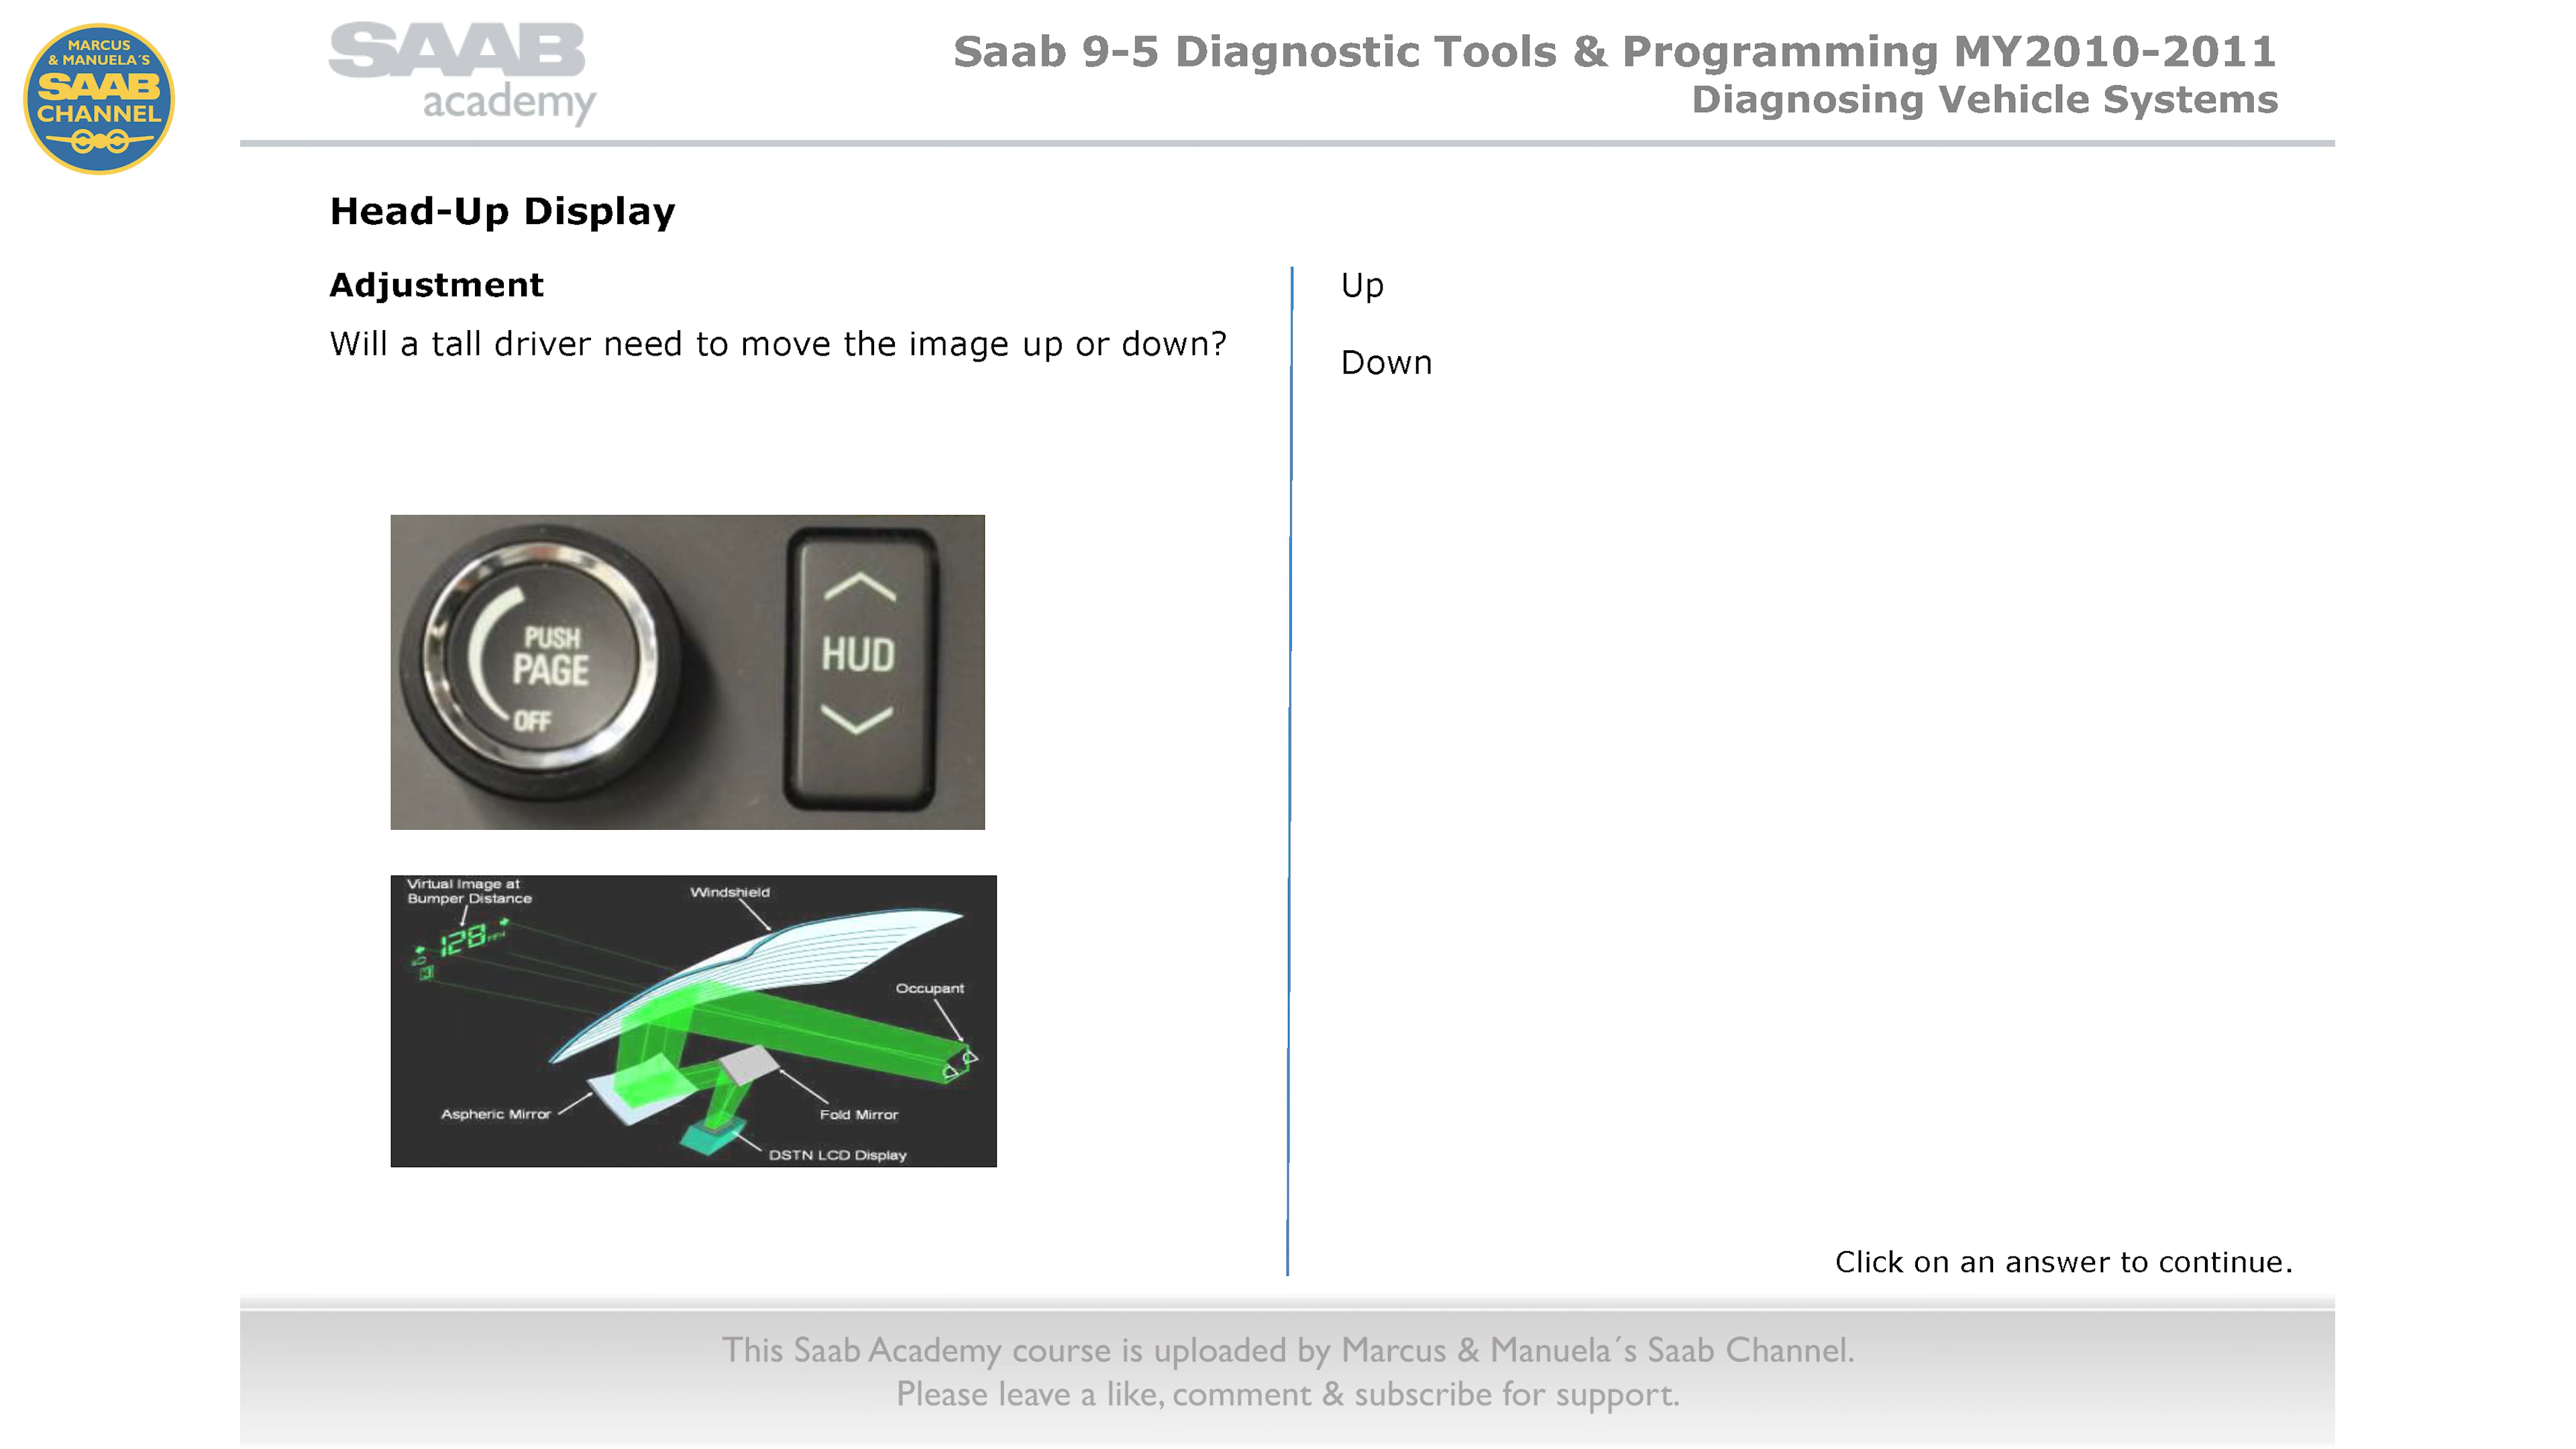 MARCUS
& MANUELA´S
SAAB
CHANNEL
SAAB
academy
Saab 9-5 Diagnostic Tools & Programming MY2010-2011
Diagnosing Vehicle Systems
Head-Up Display
Adjustment
Will a tall driver need to move the image up or down?
Up
Down
PUSH
PAGE
OFF
HUD
Virtual Image at
Bumper Distance
Windshield
128 MPH
Occupant
Aspheric Mirror
Fold Mirror
DSTN LCD Display
Click on an answer to continue.
This Saab Academy course is uploaded by Marcus & Manuela´s Saab Channel.
Please leave a like, comment & subscribe for support.